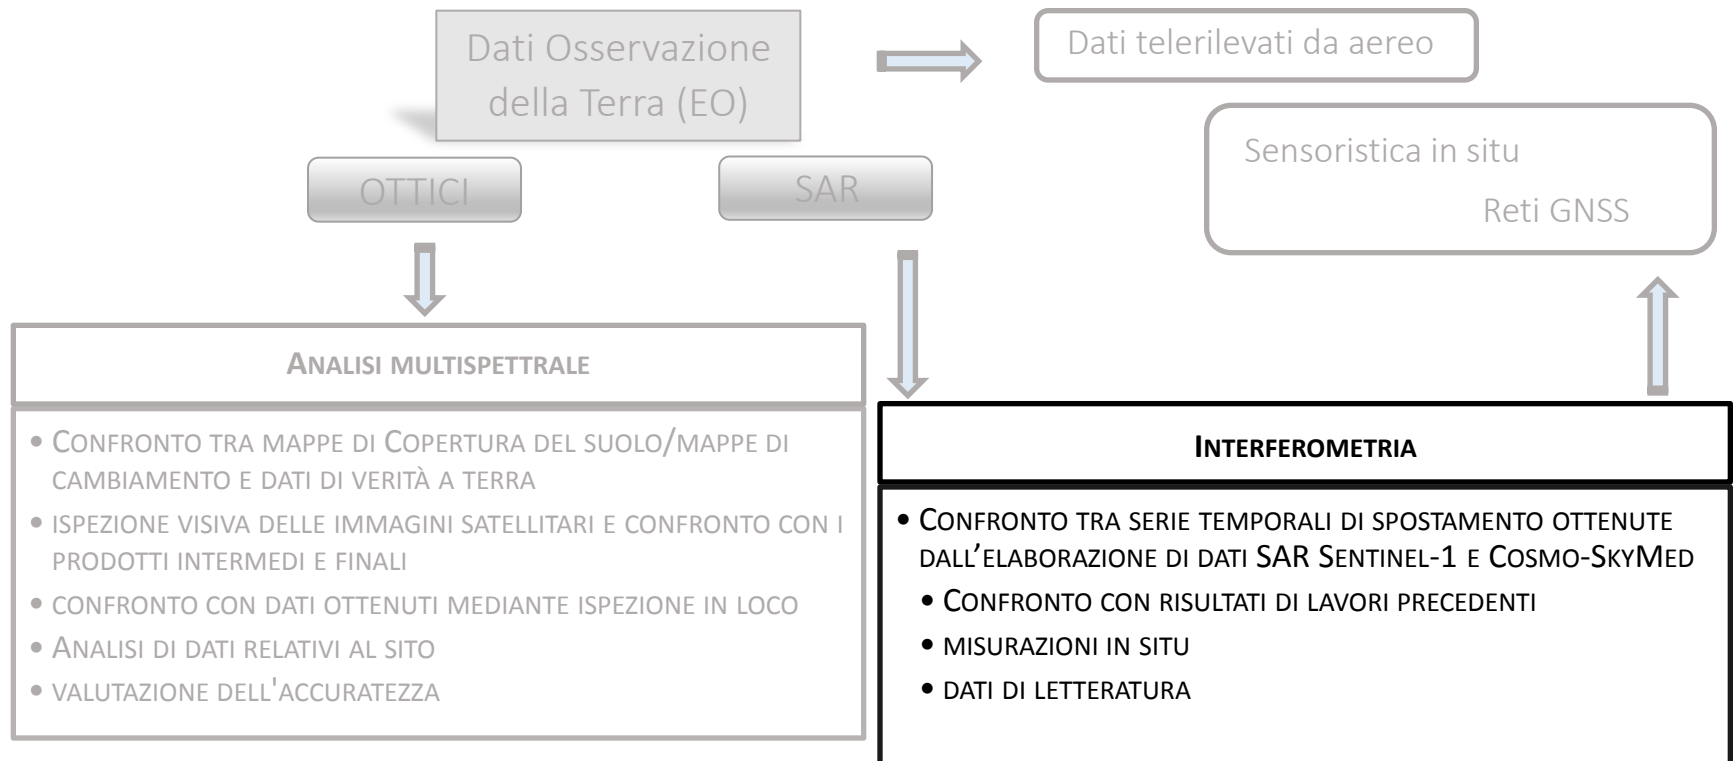 Dati Osservazione
della Terra (EO)
Dati telerilevati da aereo
Sensoristica in situ
Reti GNSS
OTTICI
SAR
ANALISI MULTISPETTRALE
• CONFRONTO TRA MAPPE DI COPERTURA DEL SUOLO/MAPPE DI
CAMBIAMENTO E DATI DI VERITÀ A TERRA
• ISPEZIONE VISIVA DELLE IMMAGINI SATELLITARI E CONFRONTO CON I
PRODOTTI INTERMEDI E FINALI
• CONFRONTO CON DATI OTTENUTI MEDIANTE ISPEZIONE IN LOCO
• ANALISI DI DATI RELATIVI AL SITO
• VALUTAZIONE DELL'ACCURATEZZA
INTERFEROMETRIA
• CONFRONTO TRA SERIE TEMPORALI DI SPOSTAMENTO OTTENUTE
DALL’ELABORAZIONE DI DATI SAR SENTINEL-1 E COSMO-SKYMED
• CONFRONTO CON RISULTATI DI LAVORI PRECEDENTI
• MISURAZIONI IN SITU
• DATI DI LETTERATURA